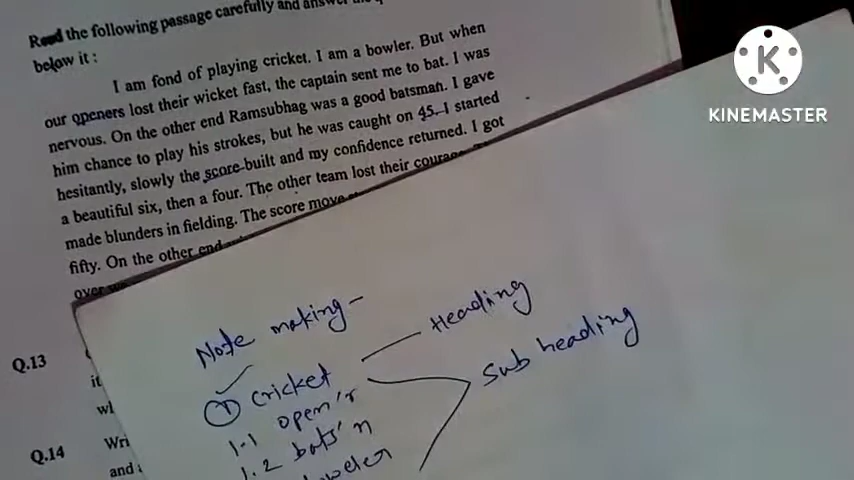 Read the following passage carefully and answer the
below it :
I am fond of playing cricket. I am a bowler. But when
our openers lost their wicket fast, the captain sent me to bat. I was
nervous. On the other end Ramsubhag was a good batsman. I gave
him chance to play his strokes, but he was caught on 45. I started
hesitantly, slowly the score built and my confidence returned. I got
a beautiful six, then a four. The other team lost their courage.
made blunders in fielding. The score move
fifty. On the other end
over
Q.13
it
Q.14 Wri
and
Note making-
① Cricket
Heading
Sub heading
1.1 open'r
1.2 bats'n
K
KINEMASTER